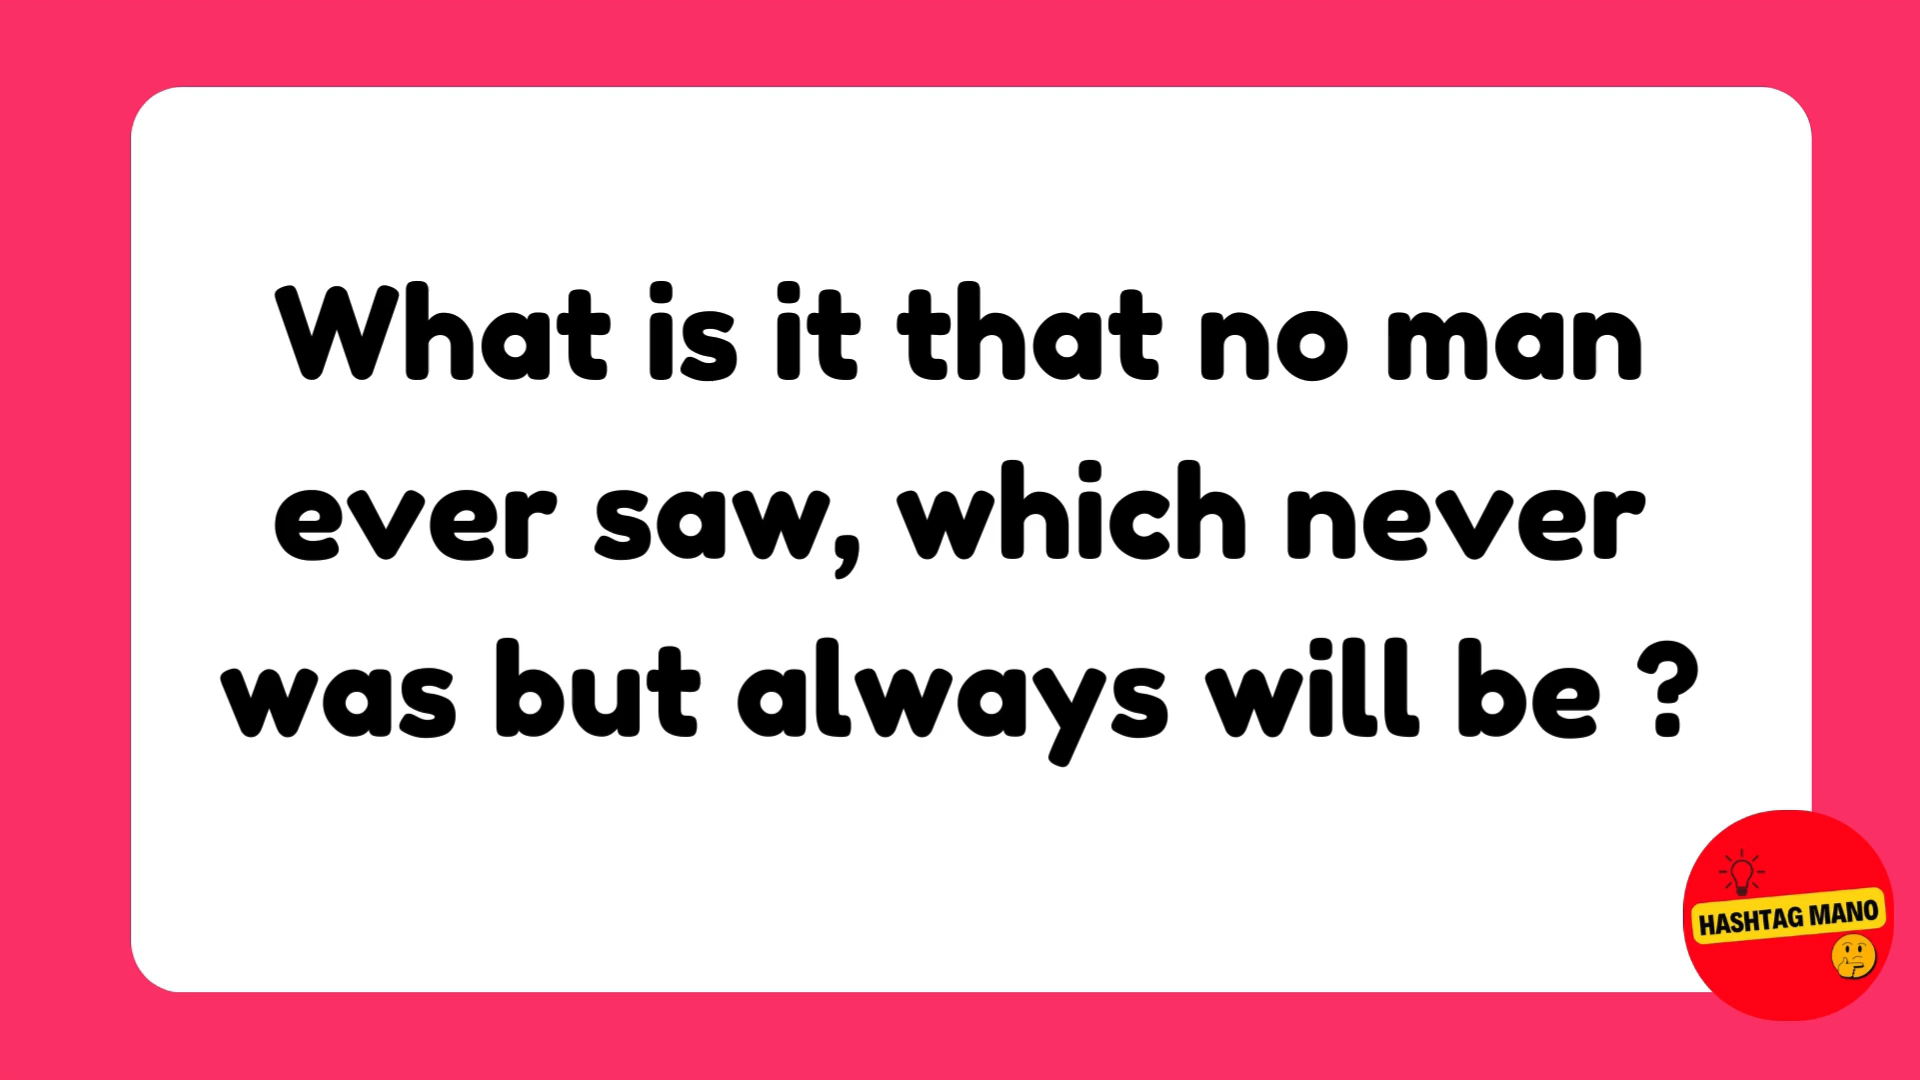 What is it that no man
ever saw, which never
was but always will be ?
HASHTAG MANO